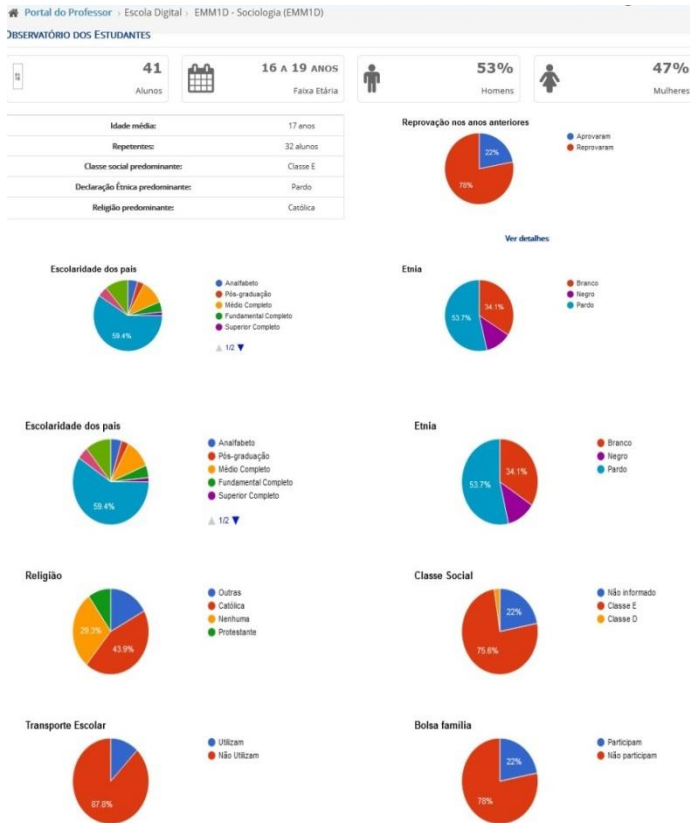 Portal do Professor › Escola Digital › EMM1D - Sociologia (EMM1D)
OBSERVATÓRIO DOS ESTUDANTES
41
Alunos
16 A 19 ANOS
Faixa Etária
53%
Homens
47%
Mulheres
Idade média: 17 anos
Repetentes: 32 alunos
Classe social predominante: Classe E
Declaração Étnica predominante: Pardo
Religião predominante: Católica
Reprovação nos anos anteriores
22%
78%
Aprovaram
Reprovaram
Ver detalhes
Escolaridade dos pais
59.4%
Analfabeto
Pós-graduação
Médio Completo
Fundamental Completo
Superior Completo
1/2
Etnia
34.1%
53.7%
Branco
Negro
Pardo
Escolaridade dos pais
59.4%
Analfabeto
Pós-graduação
Médio Completo
Fundamental Completo
Superior Completo
1/2
Etnia
34.1%
53.7%
Branco
Negro
Pardo
Religião
29.3%
43.9%
Outras
Católica
Nenhuma
Protestante
Classe Social
22%
75.6%
Não informado
Classe E
Classe D
Transporte Escolar
87.8%
Utilizam
Não Utilizam
Bolsa família
22%
78%
Participam
Não participam